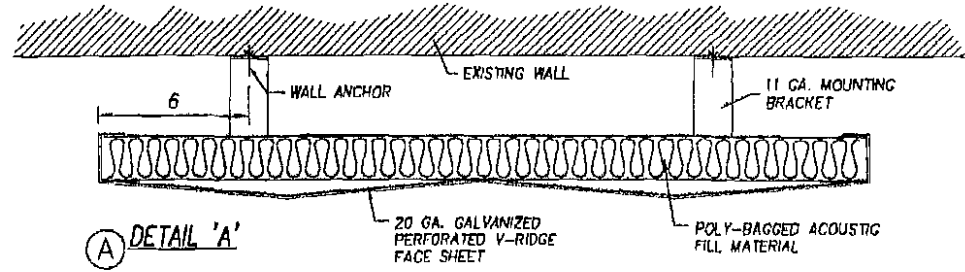 EXISTING WALL
WALL ANCHOR
11 GA. MOUNTING
BRACKET
6
20 GA. GALVANIZED
PERFORATED V-RIDGE
FACE SHEET
POLY-BAGGED ACOUSTIC
FILL MATERIAL
A DETAIL 'A'